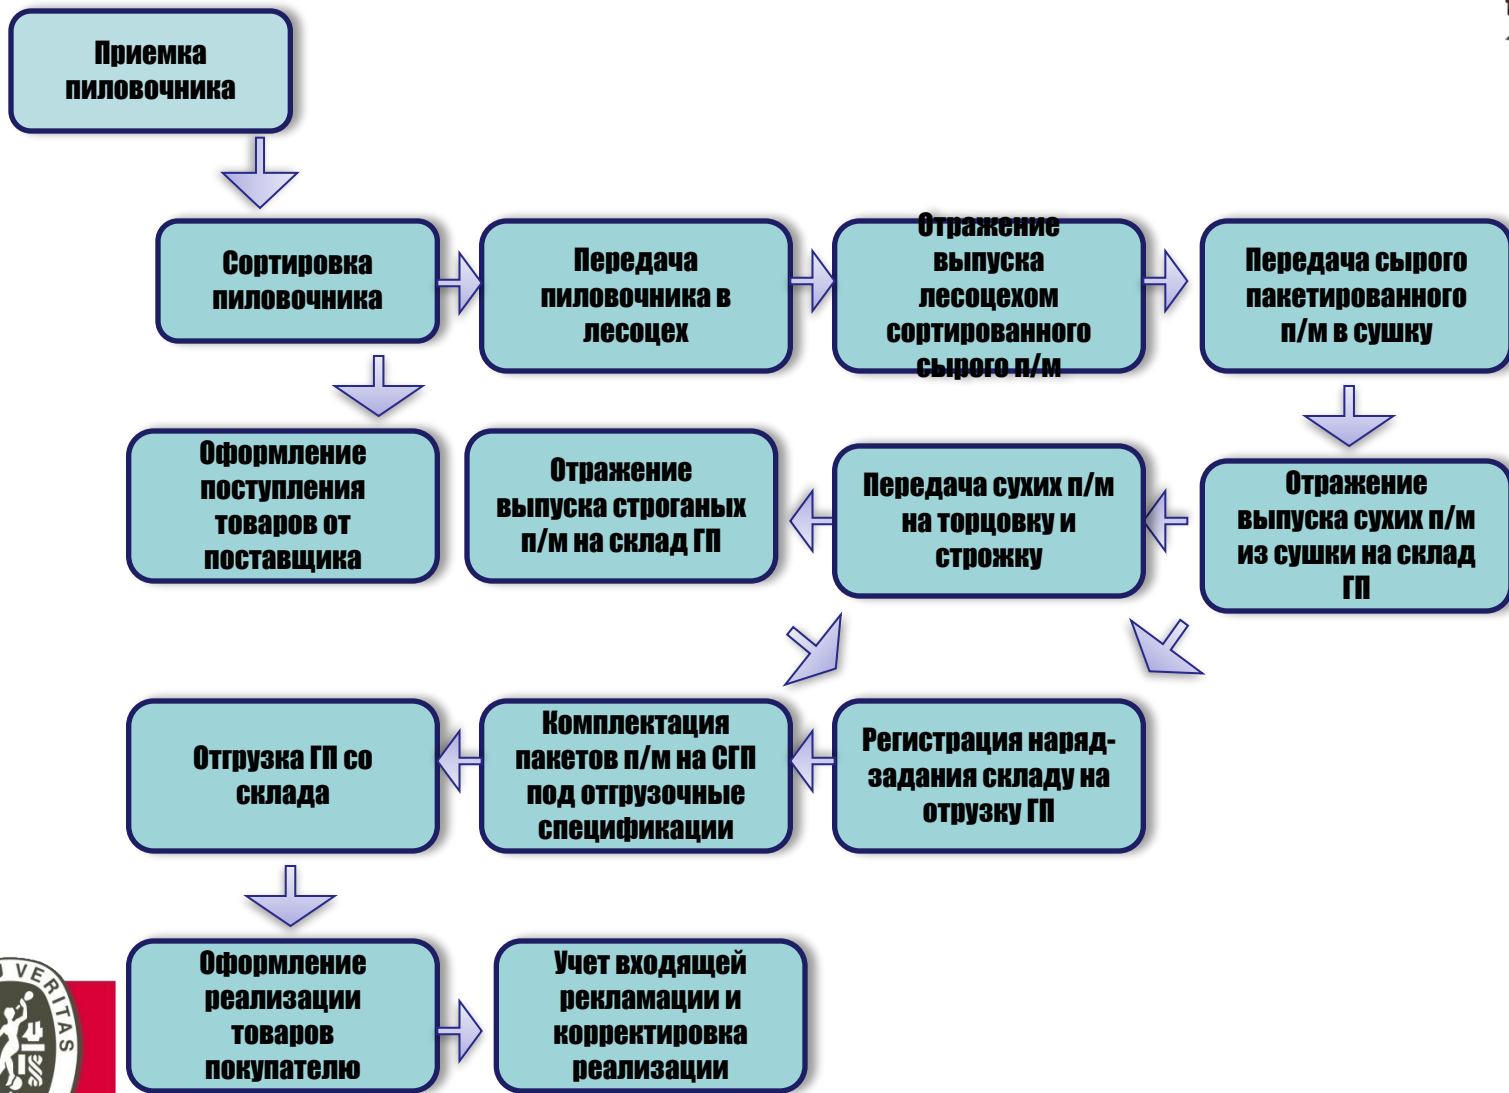 Приемка
пиловочника
Сортировка
пиловочника
Передача
пиловочника в
лесоцех
Отражение
выпуска
лесоцехом
сортированного
сырого п/м
Передача сырого
пакетированного
п/м в сушку
Оформление
поступления
товаров от
поставщика
Отражение
выпуска строганых
п/м на склад ГП
Передача сухих п/м
на торцовку и
строжку
Отражение
выпуска сухих п/м
из сушки на склад
ГП
Отгрузка ГП со
склада
Комплектация
пакетов п/м на СГП
под отгрузочные
спецификации
Регистрация наряд-
задания складу на
отрузку ГП
Оформление
реализации
товаров
покупателю
Учет входящей
рекламации и
корректировка
реализации
VERITAS